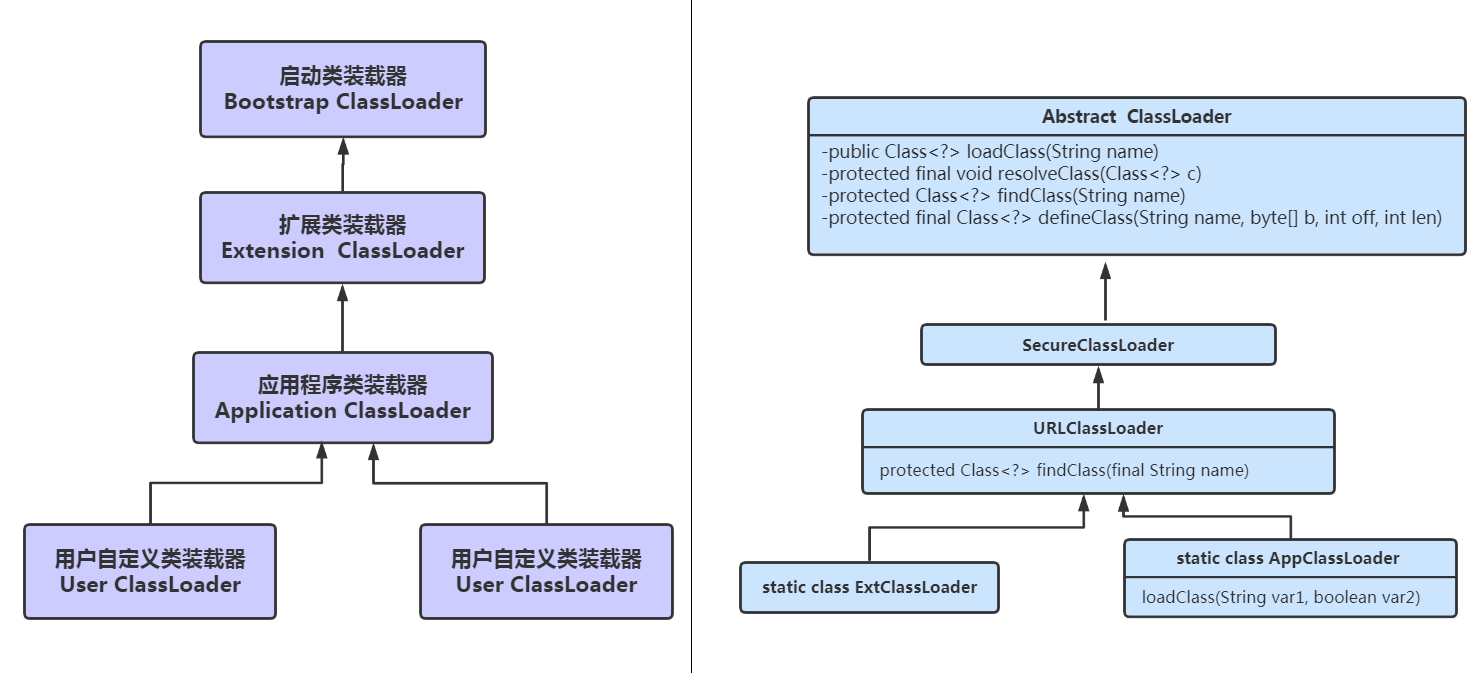 启动类装载器
Bootstrap ClassLoader
扩展类装载器
Extension  ClassLoader
应用程序类装载器
Application ClassLoader
用户自定义类装载器
User ClassLoader
用户自定义类装载器
User ClassLoader
Abstract  ClassLoader
-public Class<?> loadClass(String name)
-protected final void resolveClass(Class<?> c)
-protected Class<?> findClass(String name)
-protected final Class<?> defineClass(String name, byte[] b, int off, int len)
SecureClassLoader
URLClassLoader
protected Class<?> findClass(final String name)
static class ExtClassLoader
static class AppClassLoader
loadClass(String var1, boolean var2)